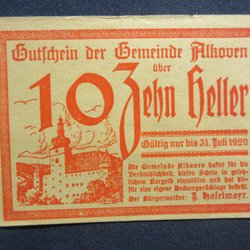 Gutschein der Gemeinde Alkoven
über
10 Zehn Heller
Gültig nur bis 31. Juli 1920
Die Gemeinde Alkoven haftet für die
Verbindlichkeit, diesen Schein in gesetz-
lichem Bargeld einzulösen und hat hie-
für eine eigene Deckungsrücklage bestellt.
Der Bürgermeister: J. Haselmayr.